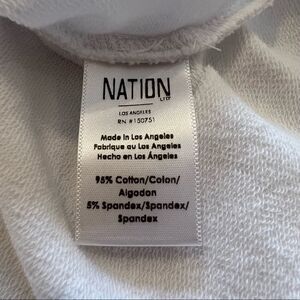 NATION
LTD
LOS ANGELES
RN #150751
Made in Los Angeles
Fabrique au Los Angeles
Hecho en Los Ángeles
95% Cotton/Coton/
Algodon
5% Spandex/Spandex/
Spandex